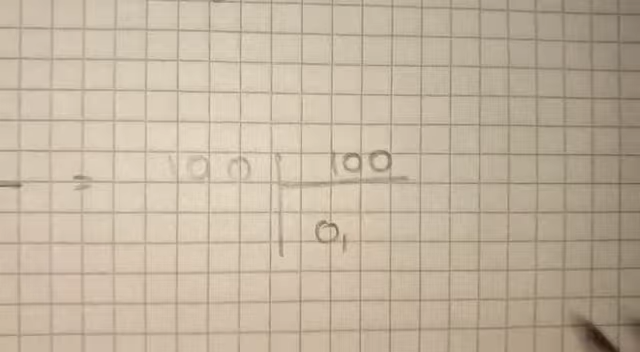 — = 100 | 100
0,